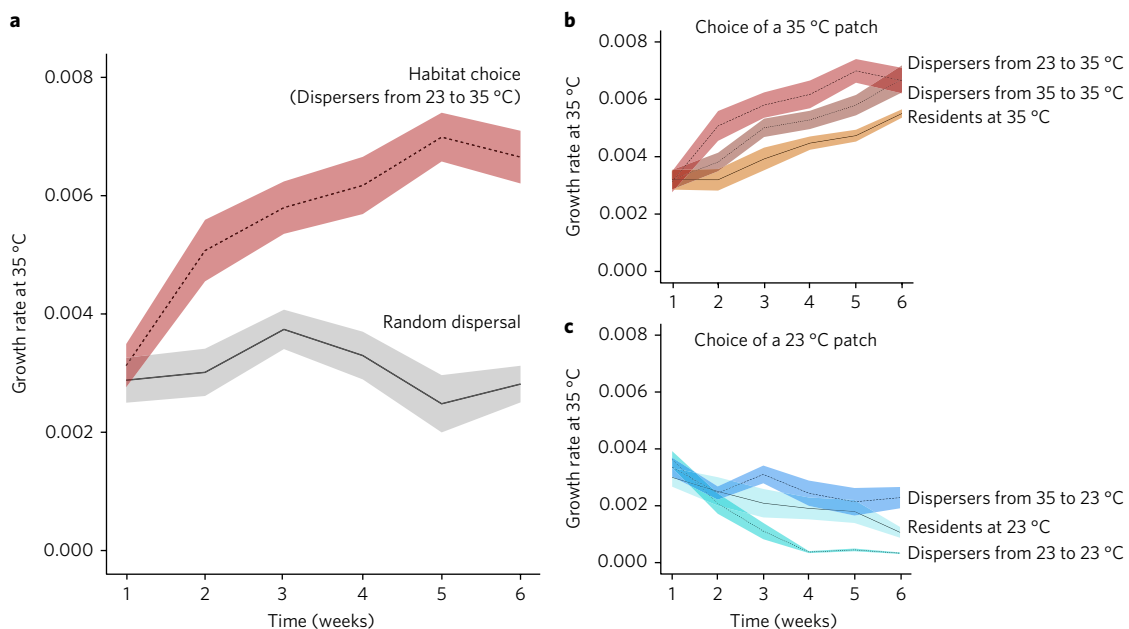 a
Habitat choice
(Dispersers from 23 to 35 °C)
Random dispersal
Growth rate at 35 °C
0.008
0.006
0.004
0.002
0.000
1 2 3 4 5 6
Time (weeks)
b
Choice of a 35 °C patch
Growth rate at 35 °C
0.008
0.006
0.004
0.002
0.000
1 2 3 4 5 6
Dispersers from 23 to 35 °C
Dispersers from 35 to 35 °C
Residents at 35 °C
c
Choice of a 23 °C patch
Growth rate at 35 °C
0.008
0.006
0.004
0.002
0.000
1 2 3 4 5 6
Time (weeks)
Dispersers from 35 to 23 °C
Residents at 23 °C
Dispersers from 23 to 23 °C